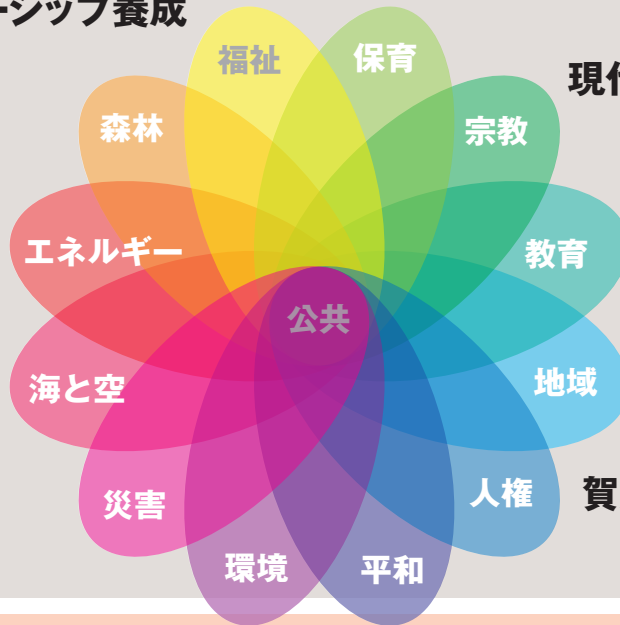 ーシップ養成
福祉
保育
現代
森林
宗教
エネルギー
教育
公共
海と空
地域
災害
人権
賀
環境
平和